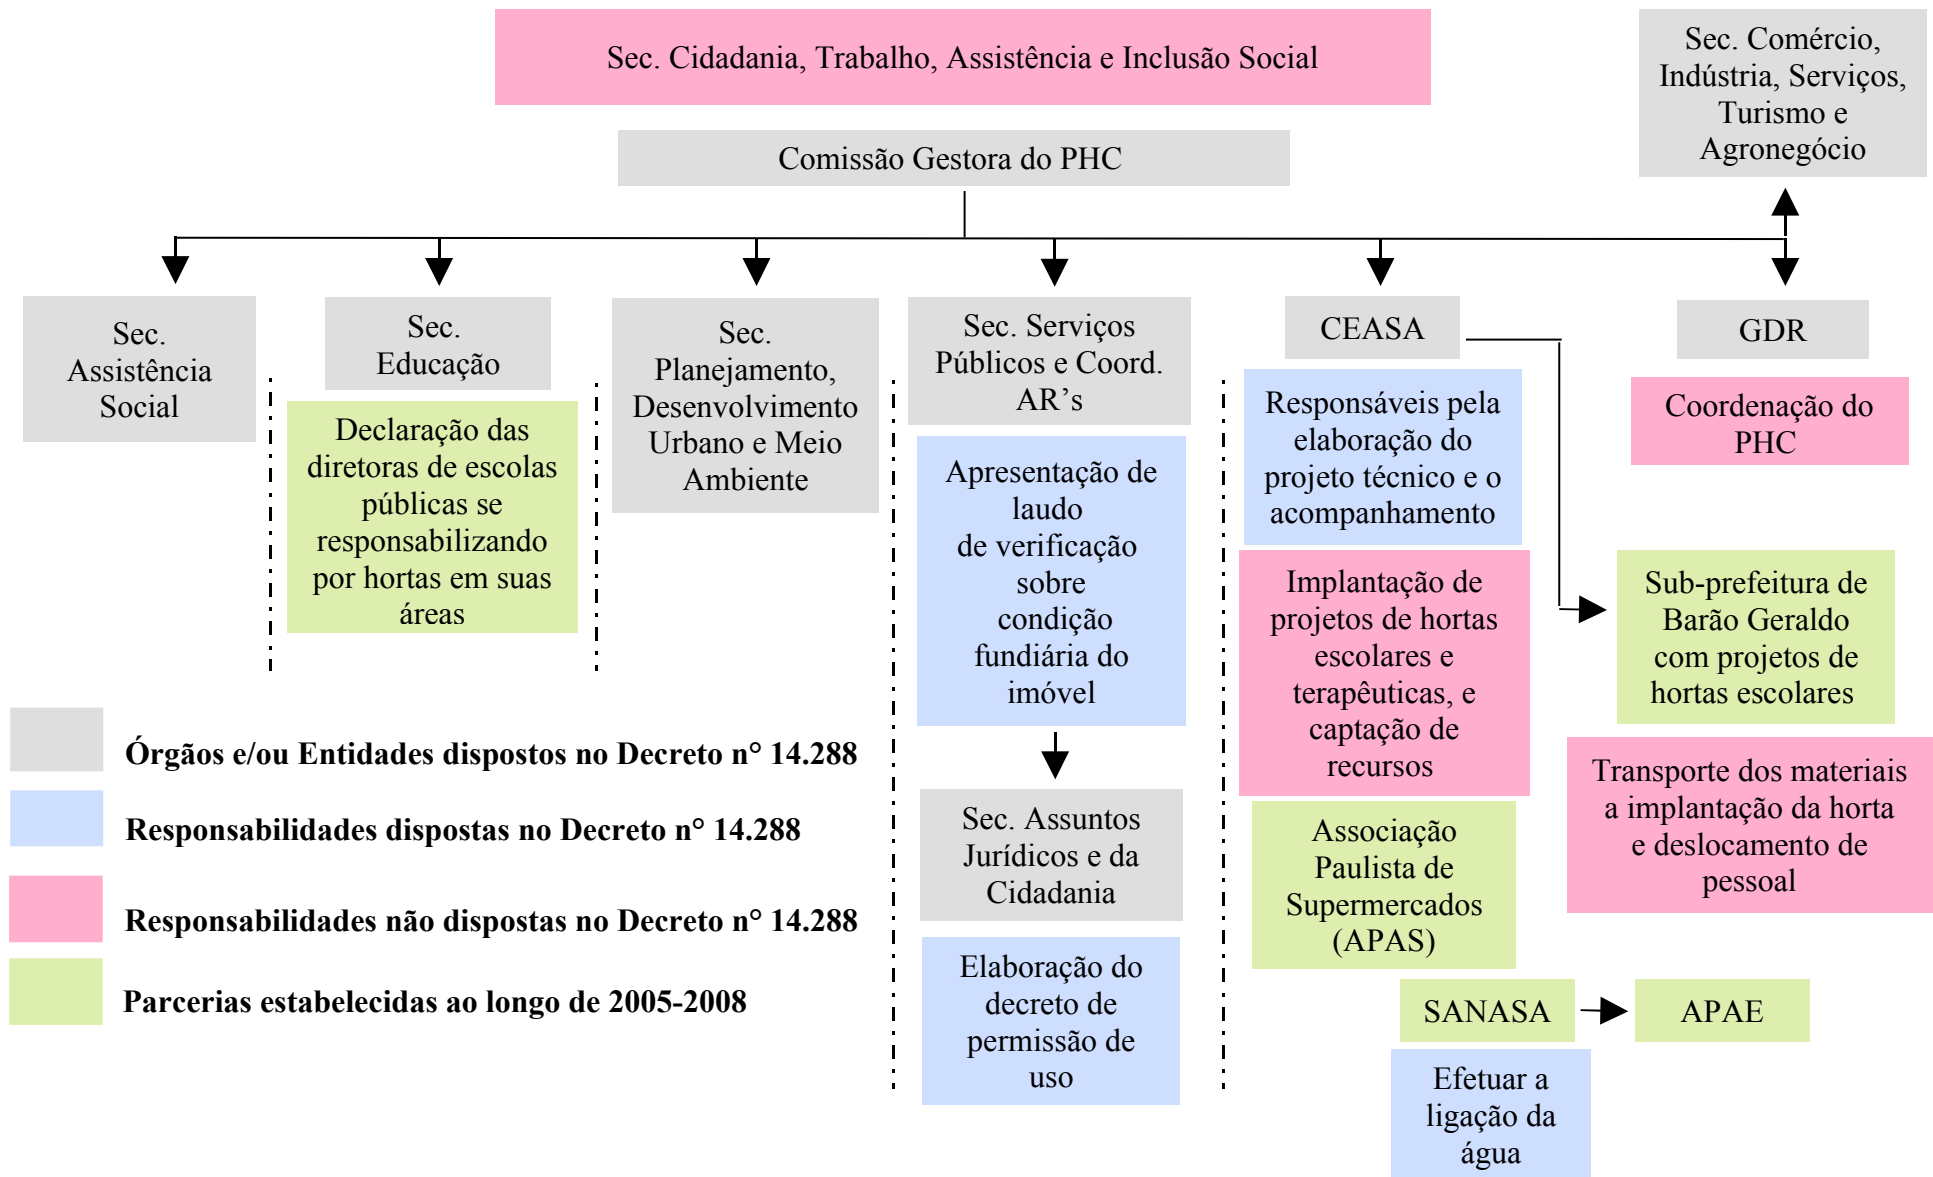 Sec. Cidadania, Trabalho, Assistência e Inclusão Social
Sec. Comércio,
Indústria, Serviços,
Turismo e
Agronegócio
Comissão Gestora do PHC
Sec.
Assistência
Social
Sec.
Educação
Declaração das
diretoras de escolas
públicas se
responsabilizando
por hortas em suas
áreas
Sec.
Planejamento,
Desenvolvimento
Urbano e Meio
Ambiente
Sec. Serviços
Públicos e Coord.
AR’s
Apresentação de
laudo
de verificação
sobre
condição
fundiária do
imóvel
Sec. Assuntos
Jurídicos e da
Cidadania
Elaboração do
decreto de
permissão de
uso
CEASA
Responsáveis pela
elaboração do
projeto técnico e o
acompanhamento
Implantação de
projetos de hortas
escolares e
terapêuticas, e
captação de
recursos
Associação
Paulista de
Supermercados
(APAS)
SANASA
Efetuar a
ligação da
água
APAE
GDR
Coordenação do
PHC
Sub-prefeitura de
Barão Geraldo
com projetos de
hortas escolares
Transporte dos materiais
a implantação da horta
e deslocamento de
pessoal
Órgãos e/ou Entidades dispostos no Decreto n° 14.288
Responsabilidades dispostas no Decreto n° 14.288
Responsabilidades não dispostas no Decreto n° 14.288
Parcerias estabelecidas ao longo de 2005-2008